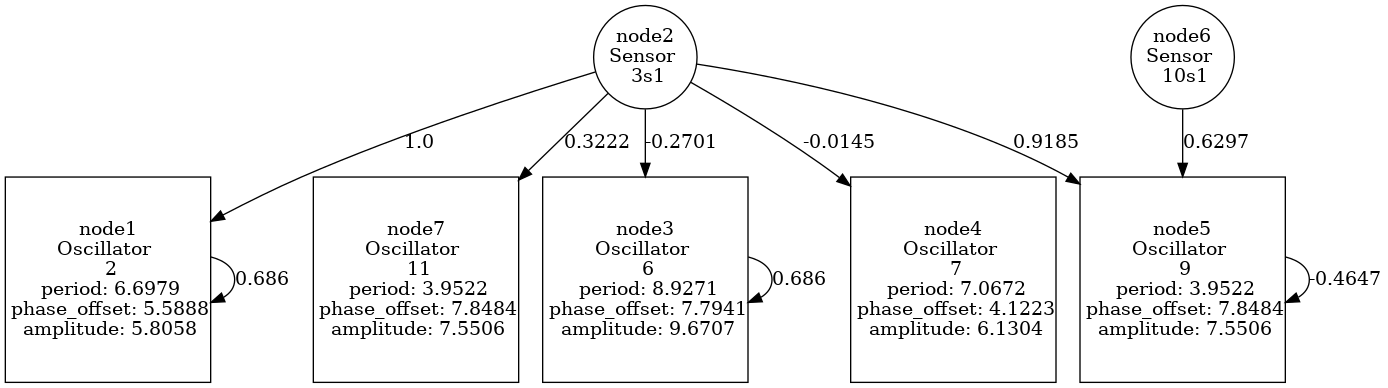 node2
Sensor
3s1
node6
Sensor
10s1
1.0
0.3222
-0.2701
-0.0145
0.9185
0.6297
node1
Oscillator
2
period: 6.6979
phase_offset: 5.5888
amplitude: 5.8058
0.686
node7
Oscillator
11
period: 3.9522
phase_offset: 7.8484
amplitude: 7.5506
node3
Oscillator
6
period: 8.9271
phase_offset: 7.7941
amplitude: 9.6707
0.686
node4
Oscillator
7
period: 7.0672
phase_offset: 4.1223
amplitude: 6.1304
node5
Oscillator
9
period: 3.9522
phase_offset: 7.8484
amplitude: 7.5506
-0.4647